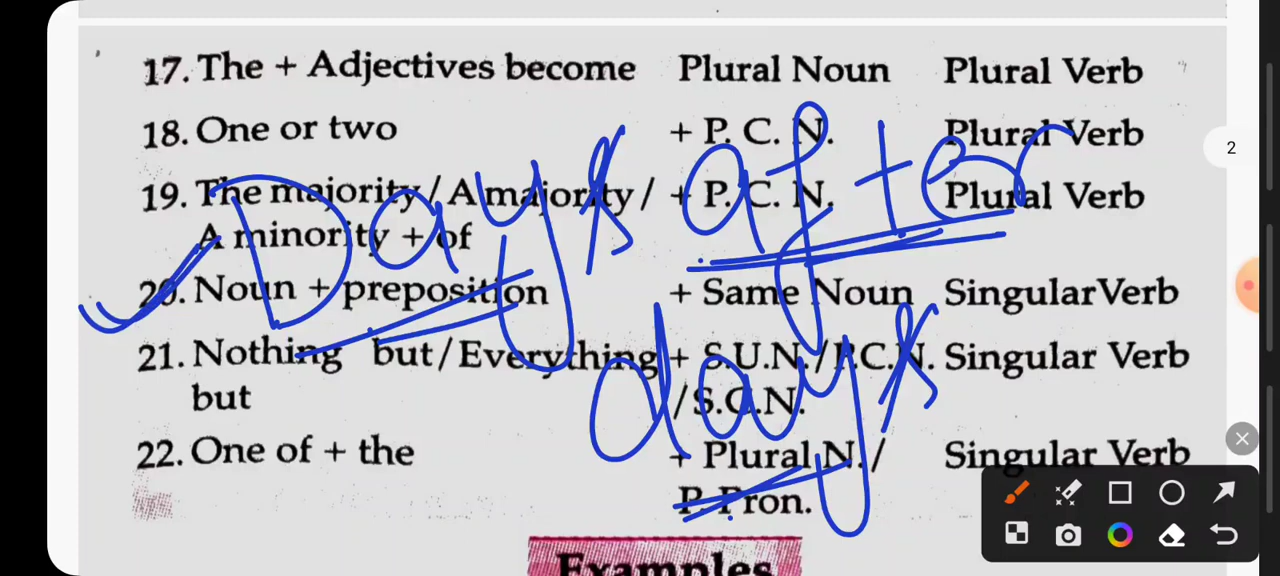 17. The + Adjectives become Plural Noun Plural Verb
18. One or two + P. C. N. Plural Verb
19. The majority/A majority/ + P. C. N. Plural Verb
A minority + of
20. Noun + preposition + Same Noun Singular Verb
21. Nothing but/Everything + S.U.N./P.C.N. Singular Verb
but /S.C.N.
22. One of + the + Plural N./ Singular Verb
P. Pron.
Examples
Days after
days
2